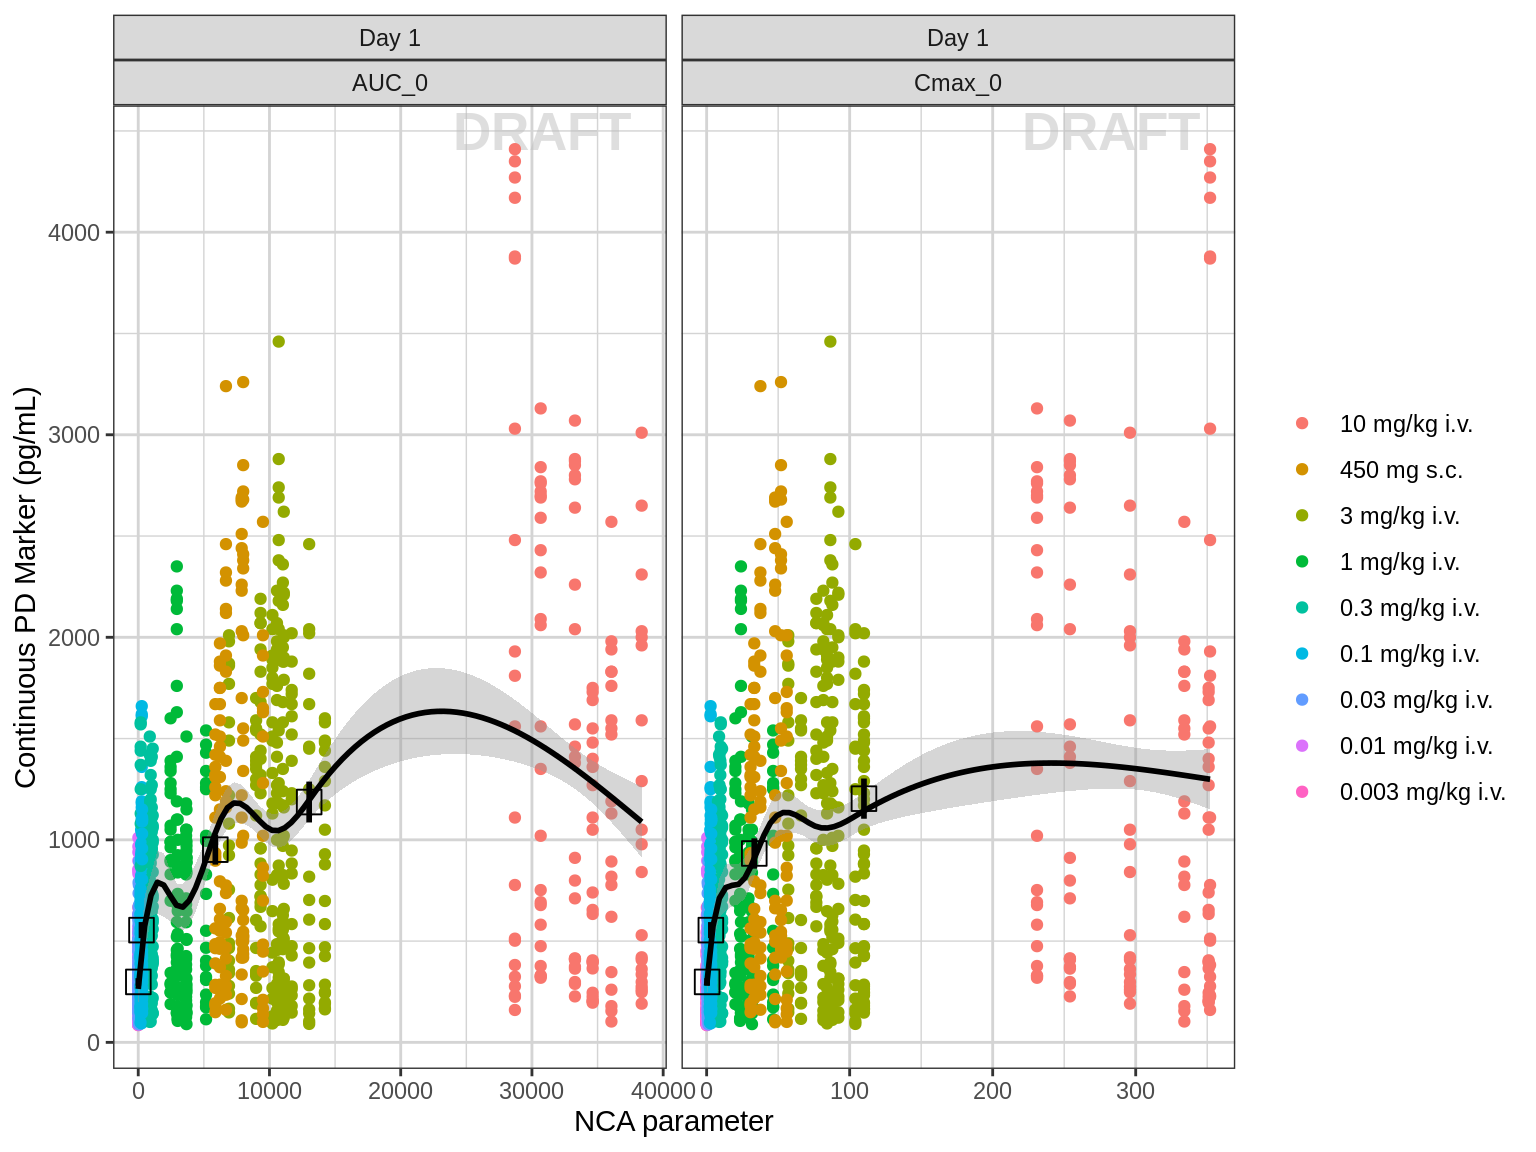 Day 1
Day 1
AUC_0
Cmax_0
DRAFT
DRAFT
Continuous PD Marker (pg/mL)
4000
3000
2000
1000
0
0
10000
20000
30000
40000
0
100
200
300
NCA parameter
10 mg/kg i.v.
450 mg s.c.
3 mg/kg i.v.
1 mg/kg i.v.
0.3 mg/kg i.v.
0.1 mg/kg i.v.
0.03 mg/kg i.v.
0.01 mg/kg i.v.
0.003 mg/kg i.v.